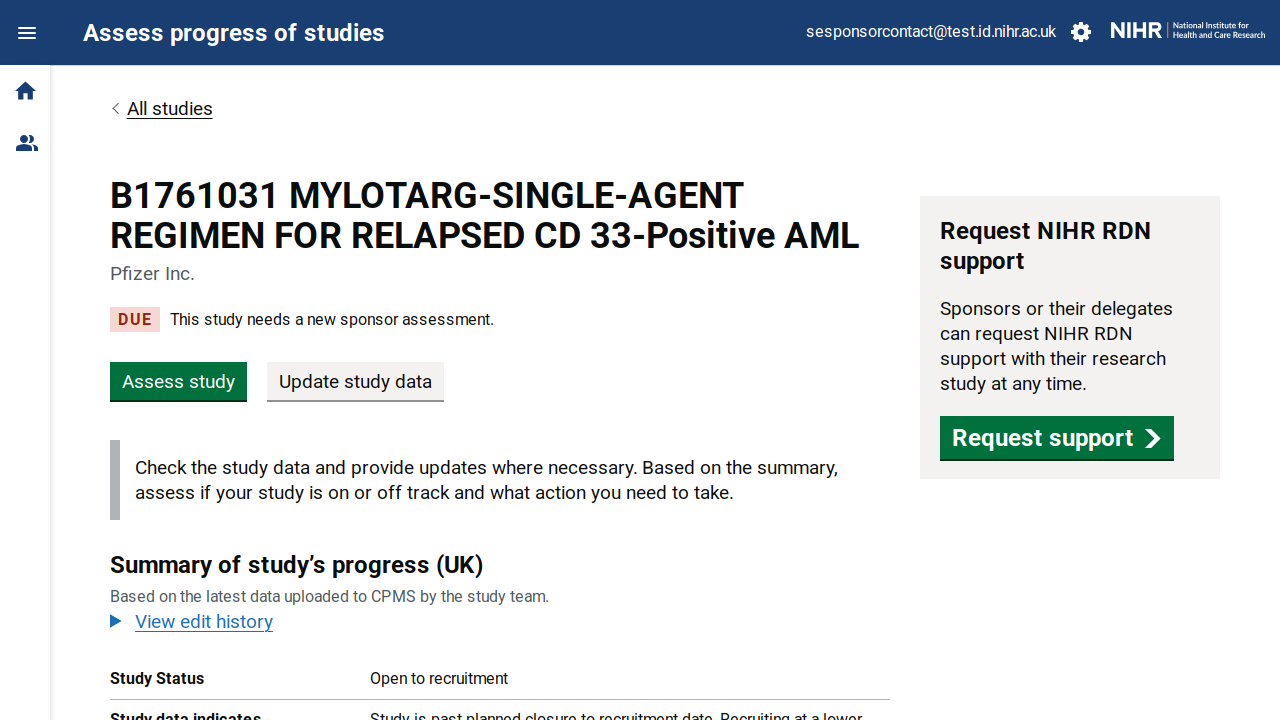 Assess progress of studies
sesponsorcontact@test.id.nihr.ac.uk
NIHR
National Institute for
Health and Care Research
All studies
B1761031 MYLOTARG-SINGLE-AGENT
REGIMEN FOR RELAPSED CD 33-Positive AML
Pfizer Inc.
DUE This study needs a new sponsor assessment.
Assess study
Update study data
Check the study data and provide updates where necessary. Based on the summary,
assess if your study is on or off track and what action you need to take.
Summary of study’s progress (UK)
Based on the latest data uploaded to CPMS by the study team.
View edit history
Study Status Open to recruitment
Study data indicates Study is past planned closure to recruitment date, Recruiting at a lower
Request NIHR RDN
support
Sponsors or their delegates
can request NIHR RDN
support with their research
study at any time.
Request support